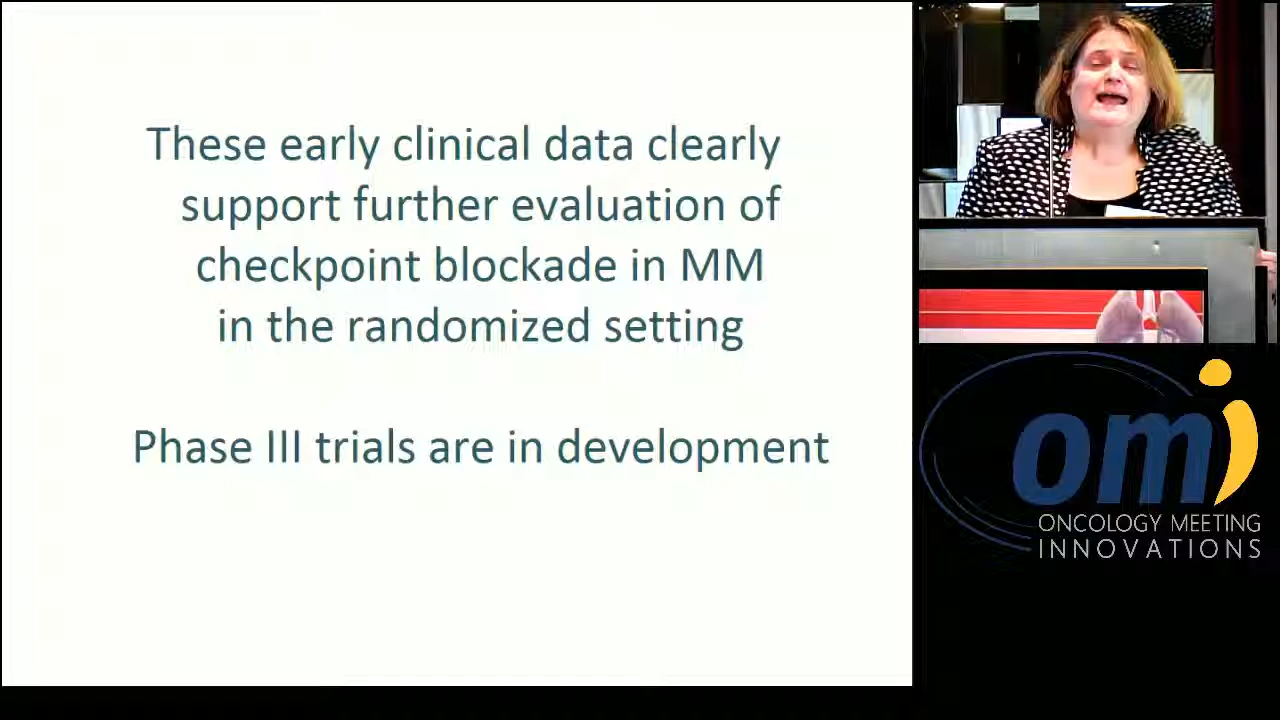 These early clinical data clearly
support further evaluation of
checkpoint blockade in MM
in the randomized setting
Phase III trials are in development
omi
ONCOLOGY MEETING
INNOVATIONS